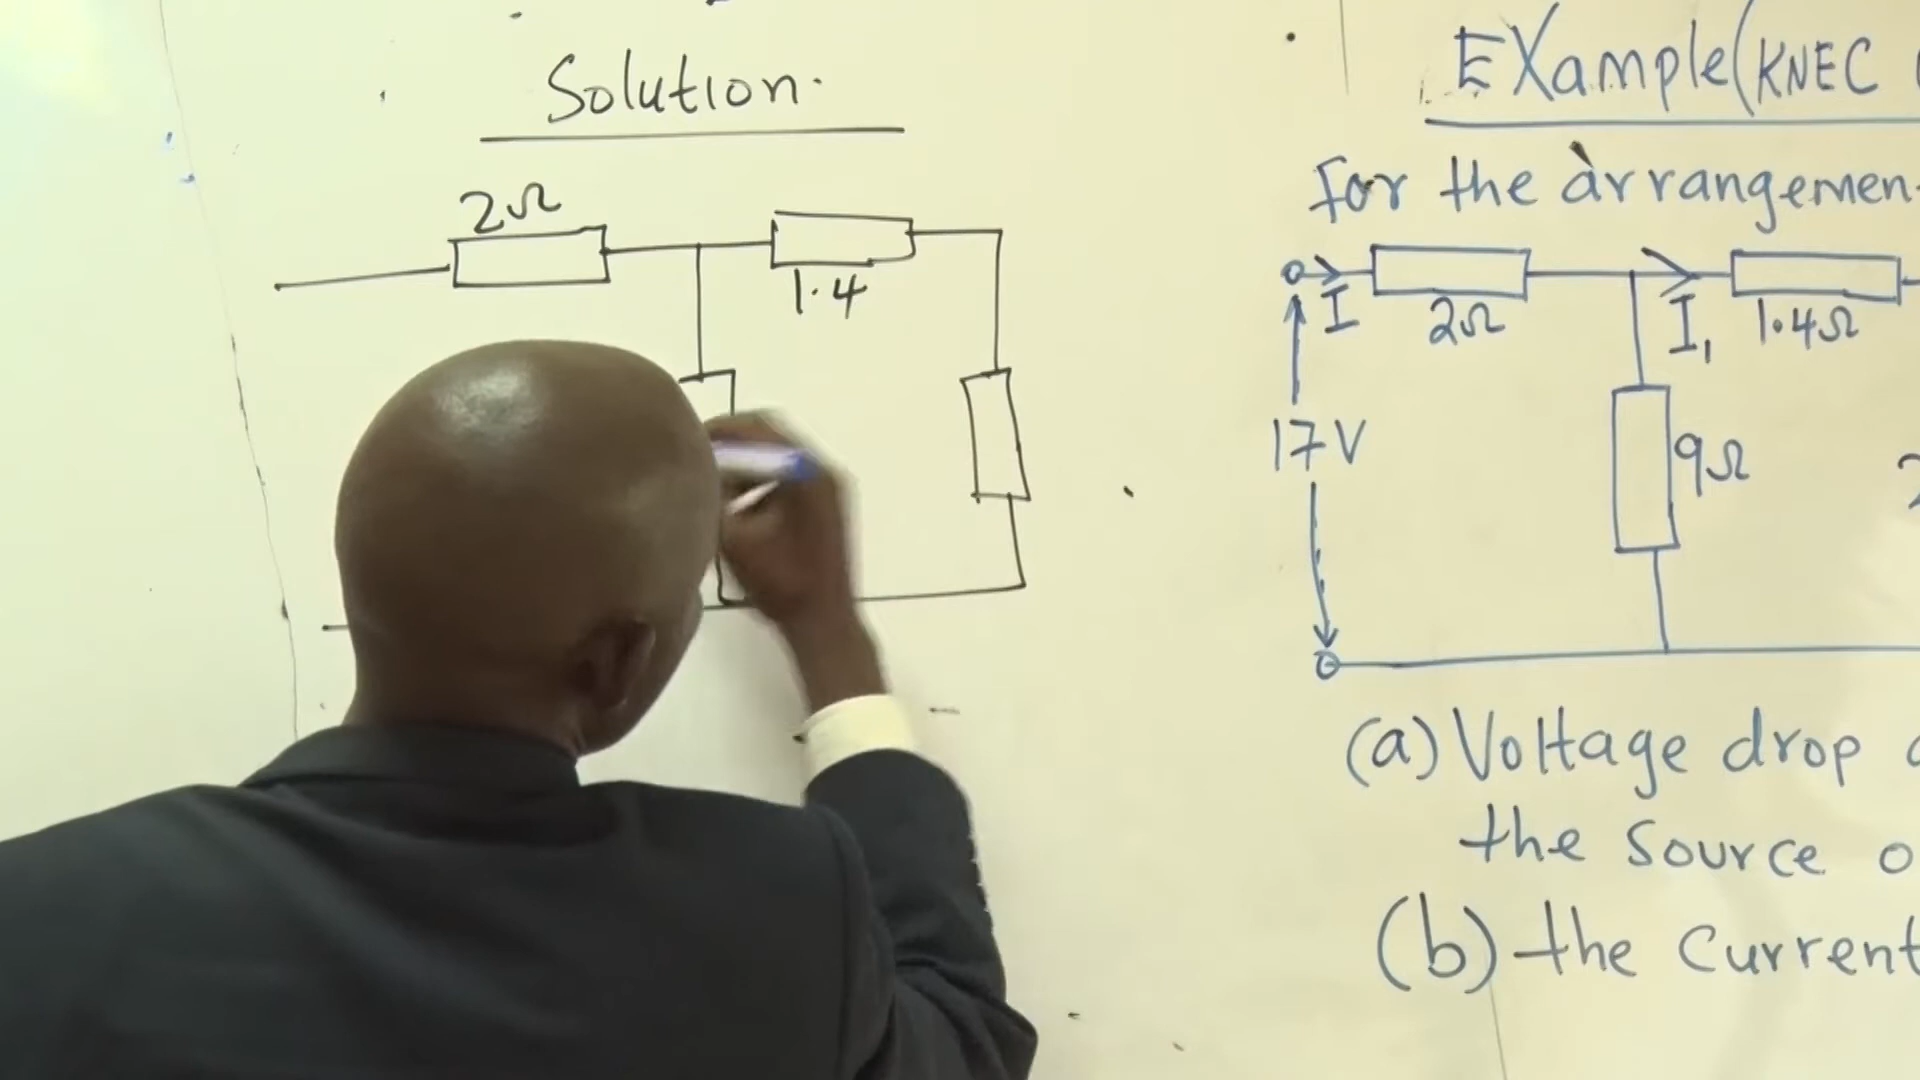 Solution.
2Ω
1.4
EXample (KNEC
for the arrangemen
I
2Ω
I₁
1.4Ω
17V
9Ω
(a) Voltage drop
the source
(b) the current